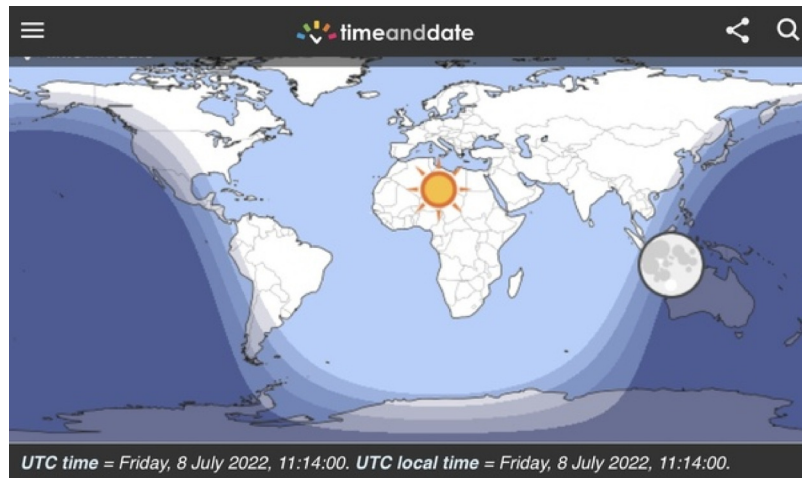 timeanddate
UTC time = Friday, 8 July 2022, 11:14:00. UTC local time = Friday, 8 July 2022, 11:14:00.